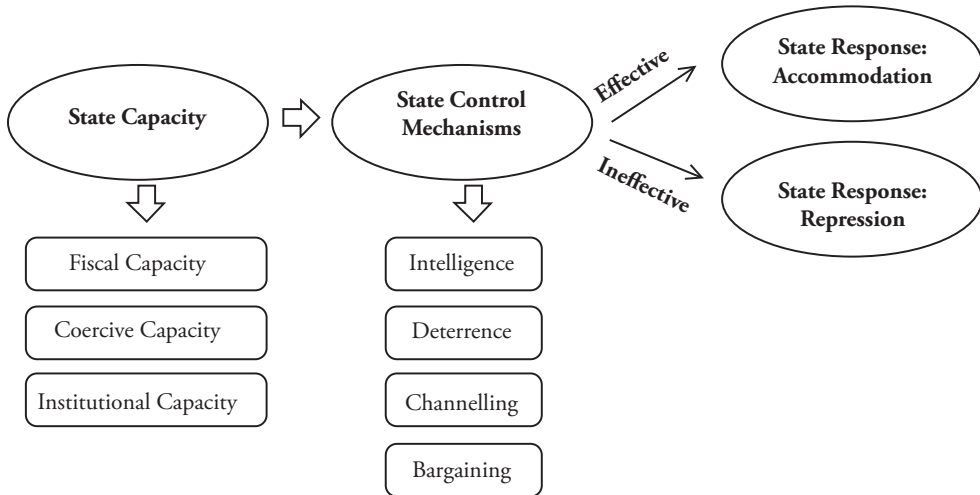 State Capacity
Fiscal Capacity
Coercive Capacity
Institutional Capacity
State Control
Mechanisms
Intelligence
Deterrence
Channelling
Bargaining
Effective
Ineffective
State Response:
Accommodation
State Response:
Repression